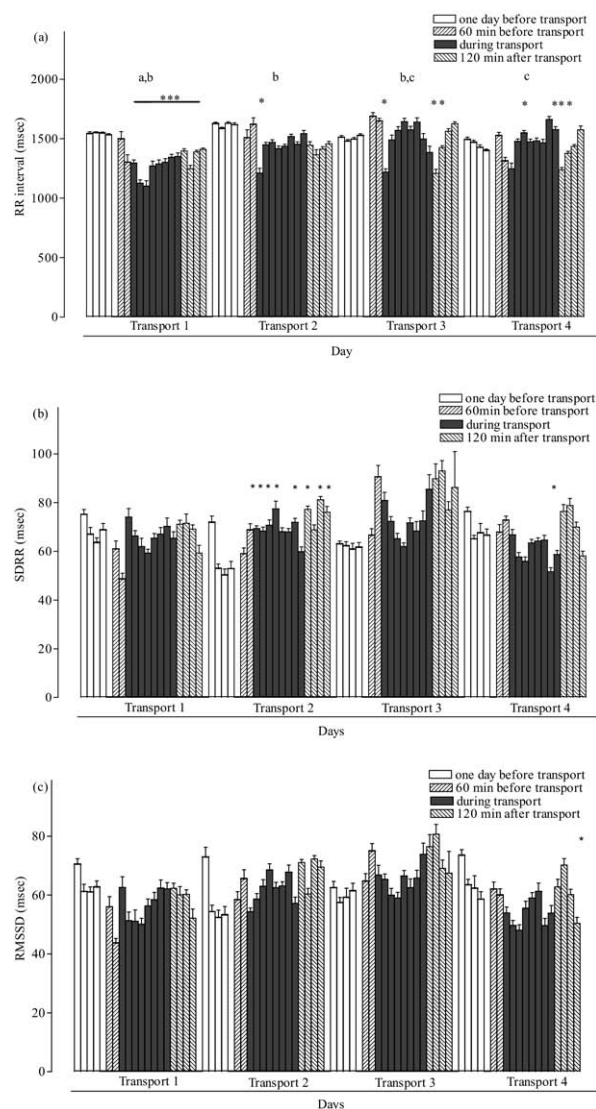 (a)
one day before transport
60 min before transport
during transport
120 min after transport
RR interval (msec)
2000
1500
1000
500
0
a,b
***
b
*
b,c
*
* *
c
*
***
Transport 1 Transport 2 Transport 3 Transport 4
Day
(b)
one day before transport
60min before transport
during transport
120 min after transport
SDRR
100
80
60
40
20
0
**** * * **
*
Transport 1 Transport 2 Transport 3 Transport 4
Days
(c)
one day before transport
60 min before transport
during transport
120 min after transport
RMSSD (msec)
80
60
40
20
0
*
Transport 1 Transport 2 Transport 3 Transport 4
Days